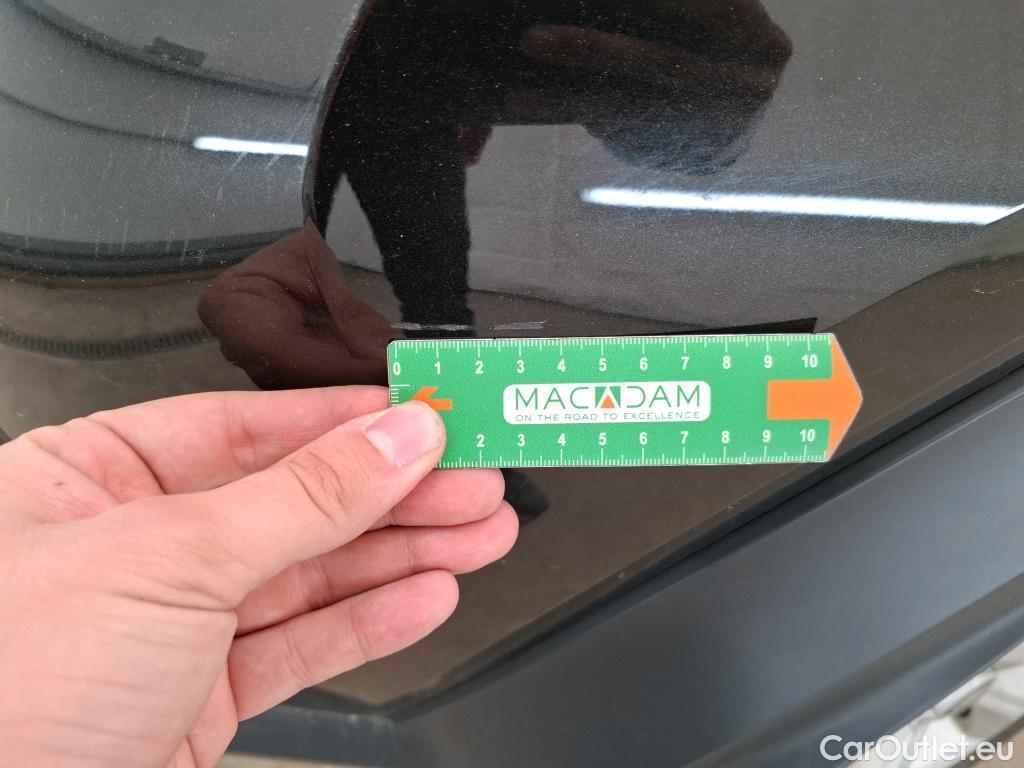 0 1 2 3 4 5 6 7 8 9 10
MACADAM
ON THE ROAD TO EXCELLENCE
2 3 4 5 6 7 8 9 10
CarOutlet.eu